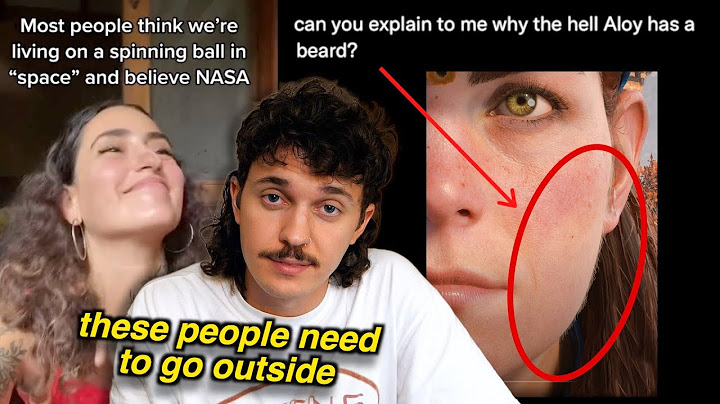 Most people think we're
living on a spinning ball in
"space" and believe NASA
can you explain to me why the hell Aloy has a
beard?
these people need
to go outside